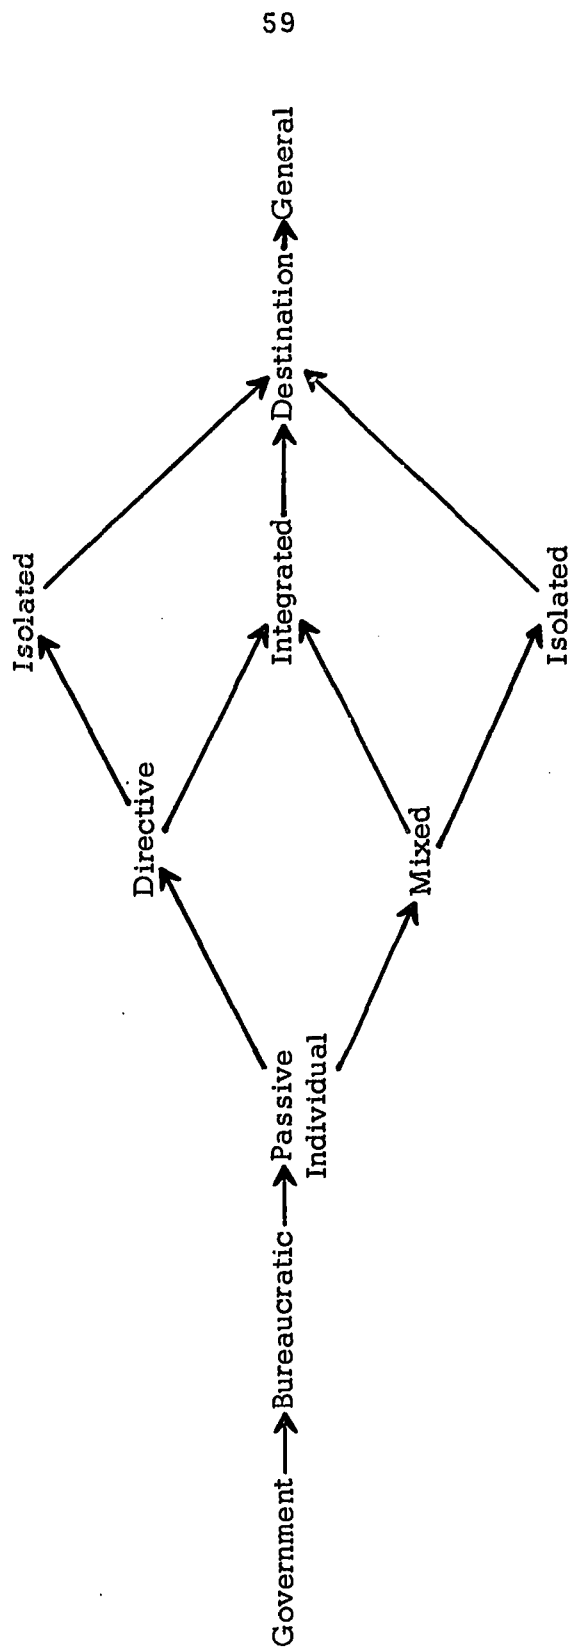 59
Isolated
Directive
Government
Bureaucratic
Passive
Individual
Integrated
Destination
General
Mixed
Isolated